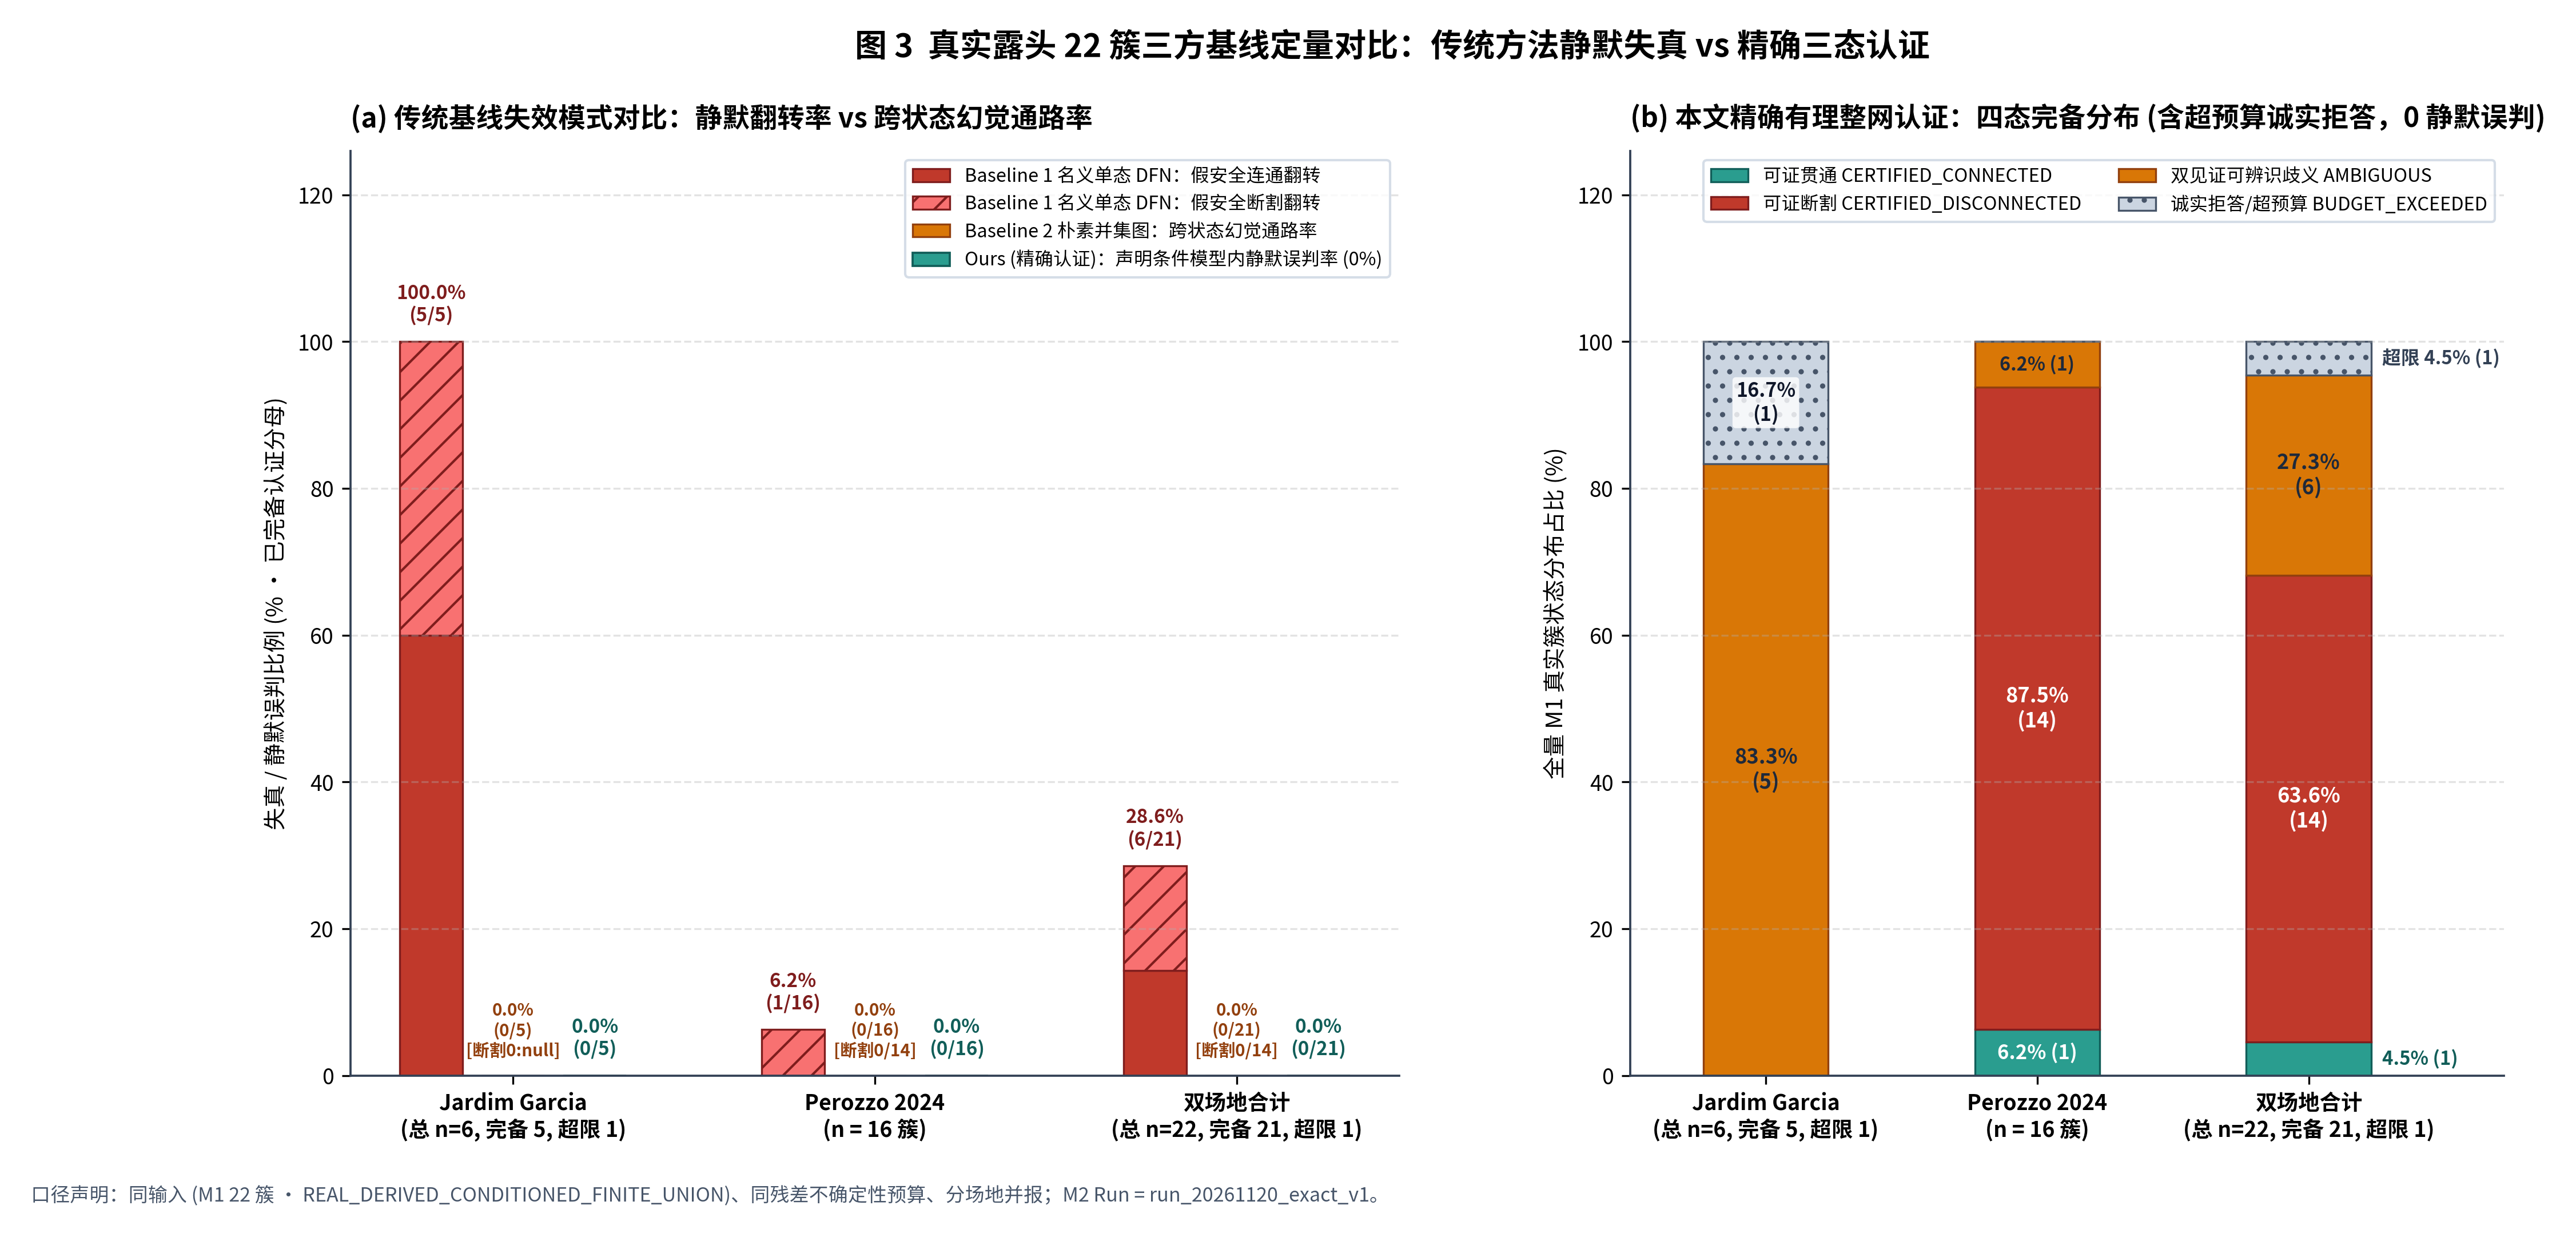 图 3 真实露头 22 簇三方基线定量对比：传统方法静默失真 vs 精确三态认证
(a) 传统基线失效模式对比：静默翻转率 vs 跨状态幻觉通路率
Baseline 1 名义单态 DFN：假安全连通翻转
Baseline 1 名义单态 DFN：假安全断割翻转
Baseline 2 朴素并集图：跨状态幻觉通路率
Ours (精确认证)：声明条件模型内静默误判率 (0%)
失真 / 静默误判比例 (% · 已完备认证分母)
120
100
80
60
40
20
0
100.0%
(5/5)
0.0%
(0/5)
[断割0:null]
0.0%
(0/5)
6.2%
(1/16)
0.0%
(0/16)
[断割0/14]
0.0%
(0/16)
28.6%
(6/21)
0.0%
(0/21)
[断割0/14]
0.0%
(0/21)
Jardim Garcia
(总 n=6, 完备 5, 超限 1)
Perozzo 2024
(n = 16 簇)
双场地合计
(总 n=22, 完备 21, 超限 1)
(b) 本文精确有理整网认证：四态完备分布 (含超预算诚实拒答，0 静默误判)
可证贯通 CERTIFIED_CONNECTED
可证断割 CERTIFIED_DISCONNECTED
双见证可辨识歧义 AMBIGUOUS
诚实拒答/超预算 BUDGET_EXCEEDED
全量 M1 真实簇状态分布占比 (%)
120
100
80
60
40
20
0
16.7%
(1)
83.3%
(5)
6.2% (1)
87.5%
(14)
6.2% (1)
超限 4.5% (1)
27.3%
(6)
63.6%
(14)
4.5% (1)
Jardim Garcia
(总 n=6, 完备 5, 超限 1)
Perozzo 2024
(n = 16 簇)
双场地合计
(总 n=22, 完备 21, 超限 1)
口径声明：同输入 (M1 22 簇 · REAL_DERIVED_CONDITIONED_FINITE_UNION)、同残差不确定性预算、分场地并报；M2 Run = run_20261120_exact_v1。